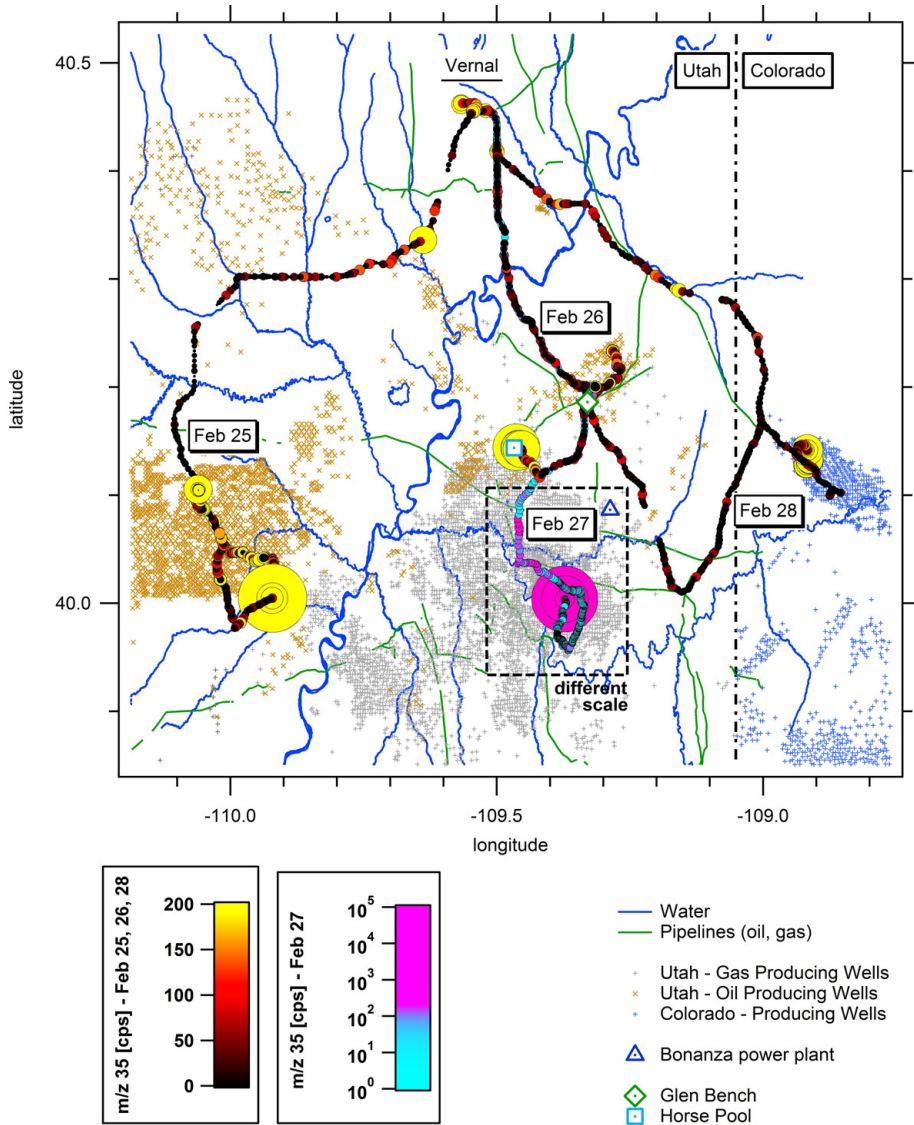 40.5
40.0
latitude
Vernal
Utah
Colorado
Feb 26
Feb 25
Feb 27
Feb 28
different
scale
-110.0
-109.5
-109.0
longitude
m/z 35 [cps] - Feb 25, 26, 28
200
150
100
50
0
m/z 35 [cps] - Feb 27
10^5
10^4
10^3
10^2
10^1
10^0
Water
Pipelines (oil, gas)
Utah - Gas Producing Wells
Utah - Oil Producing Wells
Colorado - Producing Wells
Bonanza power plant
Glen Bench
Horse Pool